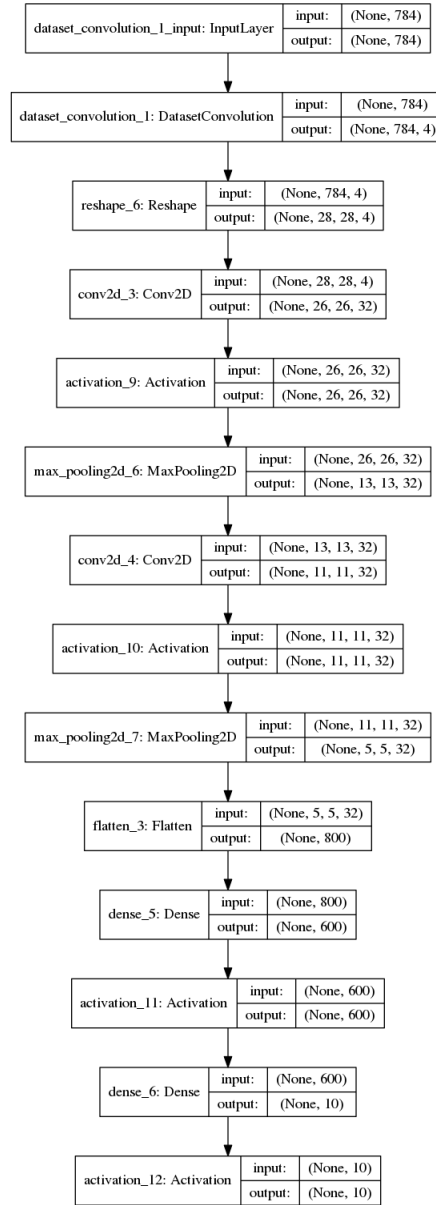 dataset_convolution_1_input: InputLayer
input: (None, 784)
output: (None, 784)
dataset_convolution_1: DatasetConvolution
input: (None, 784)
output: (None, 784, 4)
reshape_6: Reshape
input: (None, 784, 4)
output: (None, 28, 28, 4)
conv2d_3: Conv2D
input: (None, 28, 28, 4)
output: (None, 26, 26, 32)
activation_9: Activation
input: (None, 26, 26, 32)
output: (None, 26, 26, 32)
max_pooling2d_6: MaxPooling2D
input: (None, 26, 26, 32)
output: (None, 13, 13, 32)
conv2d_4: Conv2D
input: (None, 13, 13, 32)
output: (None, 11, 11, 32)
activation_10: Activation
input: (None, 11, 11, 32)
output: (None, 11, 11, 32)
max_pooling2d_7: MaxPooling2D
input: (None, 11, 11, 32)
output: (None, 5, 5, 32)
flatten_3: Flatten
input: (None, 5, 5, 32)
output: (None, 800)
dense_5: Dense
input: (None, 800)
output: (None, 600)
activation_11: Activation
input: (None, 600)
output: (None, 600)
dense_6: Dense
input: (None, 600)
output: (None, 10)
activation_12: Activation
input: (None, 10)
output: (None, 10)